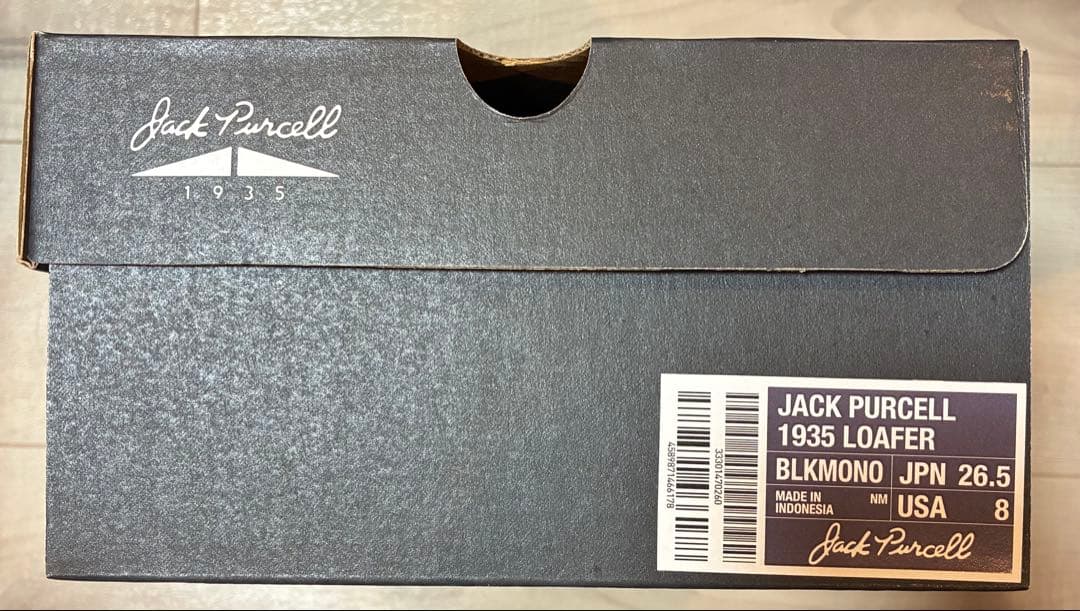 Jack Purcell
1935
JACK PURCELL
1935 LOAFER
BLKMONO JPN 26.5
MADE IN INDONESIA NM USA 8
Jack Purcell
4589871466178
33301470260